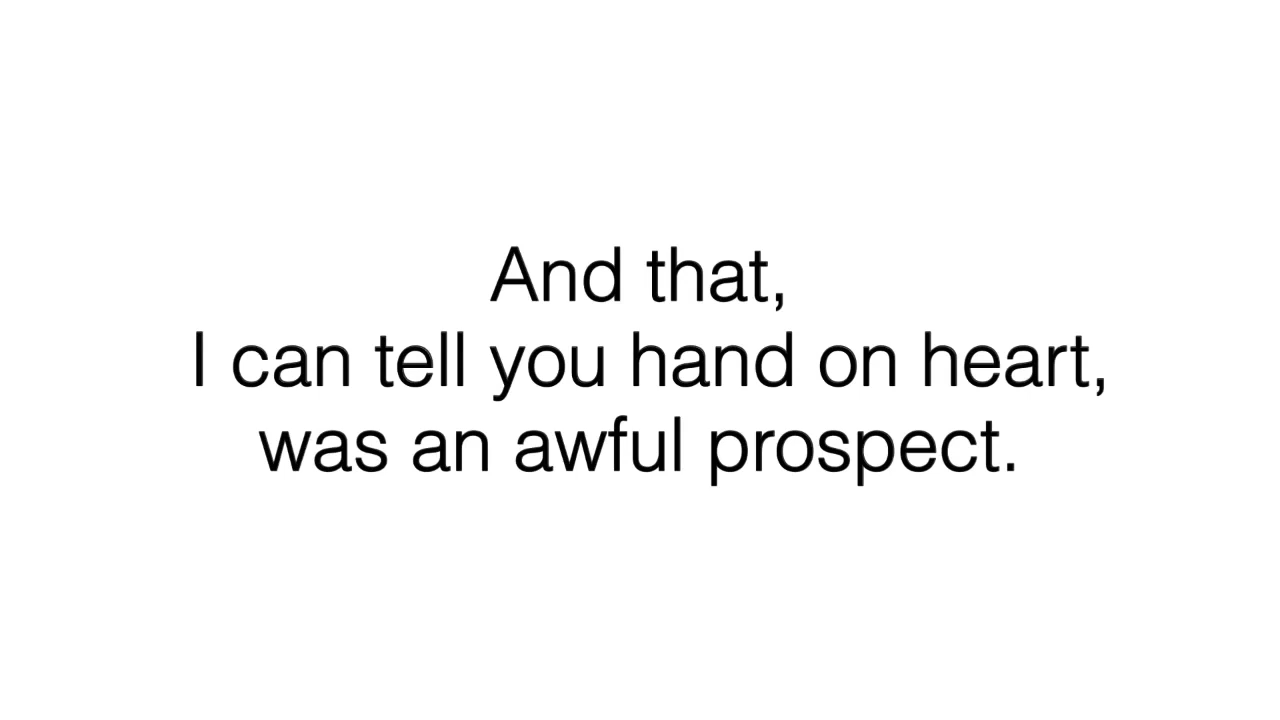 And that,
I can tell you hand on heart,
was an awful prospect.